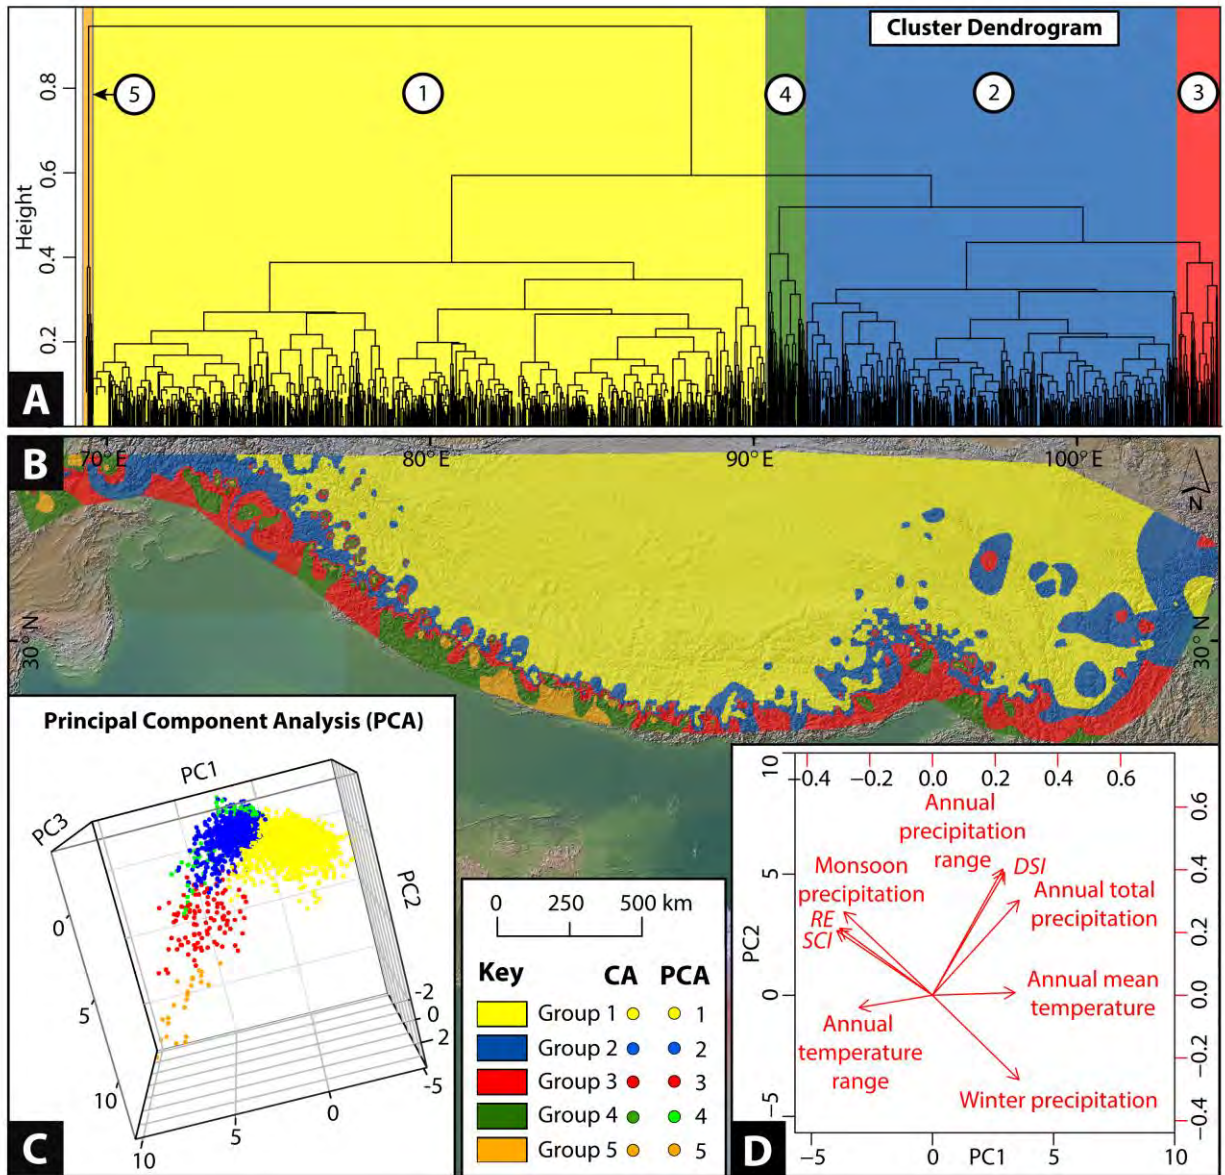 Cluster Dendrogram
5
1
4
2
3
Height
0.8
0.6
0.4
0.2
A
B
70°E
80°E
90°E
100°E
N
30°N
30°N
Principal Component Analysis (PCA)
PC1
PC3
PC2
0
5
10
-2
0
2
-5
0
5
10
C
0 250 500 km
Key CA PCA
Group 1 1
Group 2 2
Group 3 3
Group 4 4
Group 5 5
10
-0.4 -0.2 0.0 0.2 0.4 0.6
Annual
precipitation
range
DSI
Monsoon
precipitation
Annual total
precipitation
RE
SCI
Annual mean
temperature
Annual
temperature
range
Winter precipitation
PC2
5
0
-5
0.6
0.4
0.2
0.0
-0.2
-0.4
-5 0 PC1 5 10
D